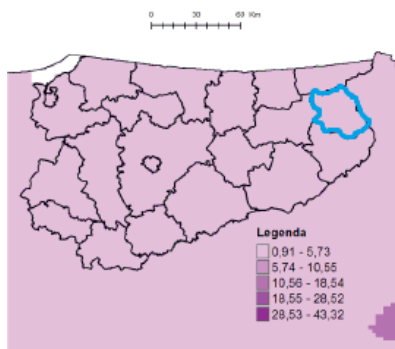 0 30 60 Km
Legenda
0,91 - 5,73
5,74 - 10,55
10,56 - 18,54
18,55 - 28,52
28,53 - 43,32